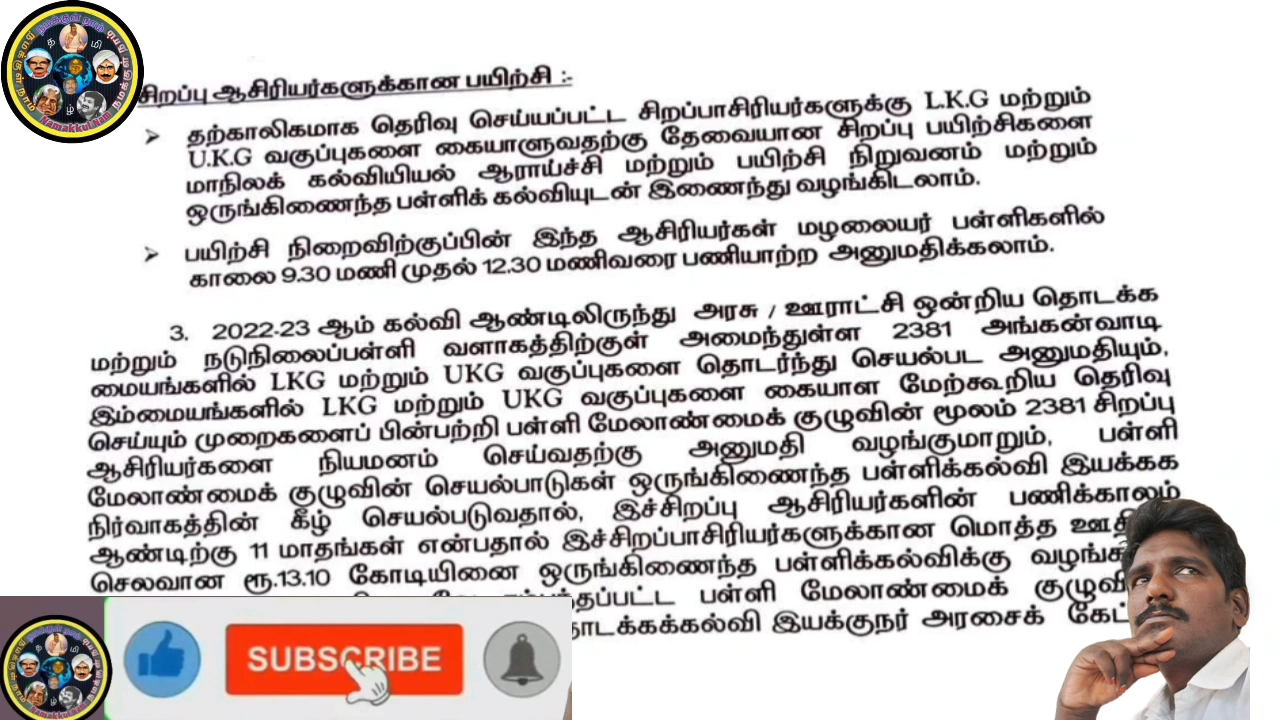 சிறப்பு ஆசிரியர்களுக்கான பயிற்சி :-
➢ தற்காலிகமாக தெரிவு செய்யப்பட்ட சிறப்பாசிரியர்களுக்கு L.K.G மற்றும்
U.K.G வகுப்புகளை கையாளுவதற்கு தேவையான சிறப்பு பயிற்சிகளை
மாநிலக் கல்வியியல் ஆராய்ச்சி மற்றும் பயிற்சி நிறுவனம் மற்றும்
ஒருங்கிணைந்த பள்ளிக் கல்வியுடன் இணைந்து வழங்கிடலாம்.
➢ பயிற்சி நிறைவிற்குப்பின் இந்த ஆசிரியர்கள் மழலையர் பள்ளிகளில்
காலை 9.30 மணி முதல் 12.30 மணிவரை பணியாற்ற அனுமதிக்கலாம்.
3. 2022-23 ஆம் கல்வி ஆண்டிலிருந்து அரசு / ஊராட்சி ஒன்றிய தொடக்க
மற்றும் நடுநிலைப்பள்ளி வளாகத்திற்குள் அமைந்துள்ள 2381 அங்கன்வாடி
மையங்களில் LKG மற்றும் UKG வகுப்புகளை தொடர்ந்து செயல்பட அனுமதியும்,
இம்மையங்களில் LKG மற்றும் UKG வகுப்புகளை கையாள மேற்கூறிய தெரிவு
செய்யும் முறைகளைப் பின்பற்றி பள்ளி மேலாண்மைக் குழுவின் மூலம் 2381 சிறப்பு
ஆசிரியர்களை நியமனம் செய்வதற்கு அனுமதி வழங்குமாறும், பள்ளி
மேலாண்மைக் குழுவின் செயல்பாடுகள் ஒருங்கிணைந்த பள்ளிக்கல்வி இயக்கக
நிர்வாகத்தின் கீழ் செயல்படுவதால், இச்சிறப்பு ஆசிரியர்களின் பணிக்காலம்
ஆண்டிற்கு 11 மாதங்கள் என்பதால் இச்சிறப்பாசிரியர்களுக்கான மொத்த
செலவான ரூ.13.10 கோடியினை ஒருங்கிணைந்த பள்ளிக்கல்விக்கு
பள்ளி மேலாண்மைக்
இயக்குநர் அரசைக்
SUBSCRIBE